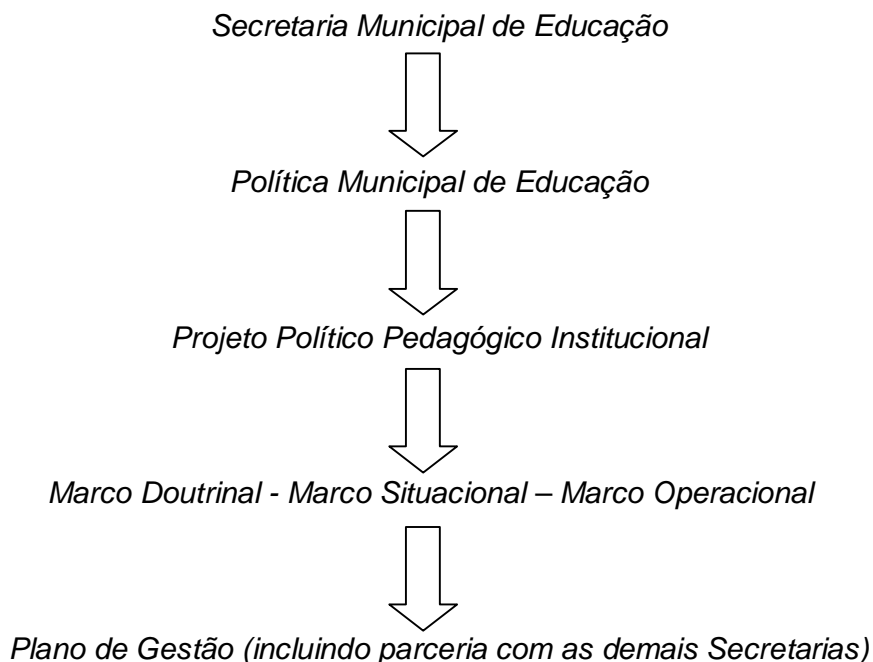 Secretaria Municipal de Educação
Política Municipal de Educação
Projeto Político Pedagógico Institucional
Marco Doutrinal - Marco Situacional – Marco Operacional
Plano de Gestão (incluindo parceria com as demais Secretarias)